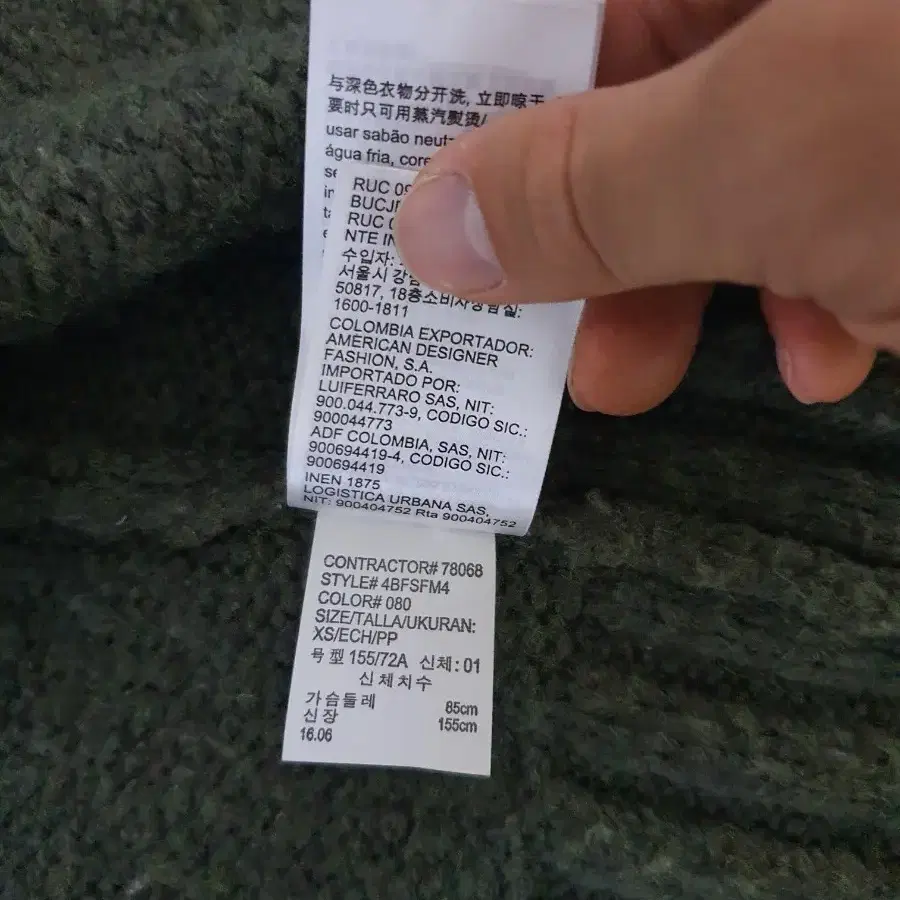 与深色衣物分开洗, 立即晾干
要时只可用蒸汽熨烫/
usar sabão
água fria,
RUC
BUCJ
RUC
NTE IN
수입자:
서울시 강남
50817, 18층소비자상담실:
1600-1811
COLOMBIA EXPORTADOR:
AMERICAN DESIGNER
FASHION, S.A.
IMPORTADO POR:
LUIFERRARO SAS, NIT:
900.044.773-9, CODIGO SIC.:
900044773
ADF COLOMBIA, SAS, NIT:
900694419-4, CODIGO SIC.:
900694419
INEN 1875
LOGISTICA URBANA SAS,
NIT: 900404752 Rta 900404752
CONTRACTOR# 78068
STYLE# 4BFSFM4
COLOR# 080
SIZE/TALLA/UKURAN:
XS/ECH/PP
号型 155/72A 신체: 01
신체치수
가슴둘레 85cm
신장 155cm
16.06